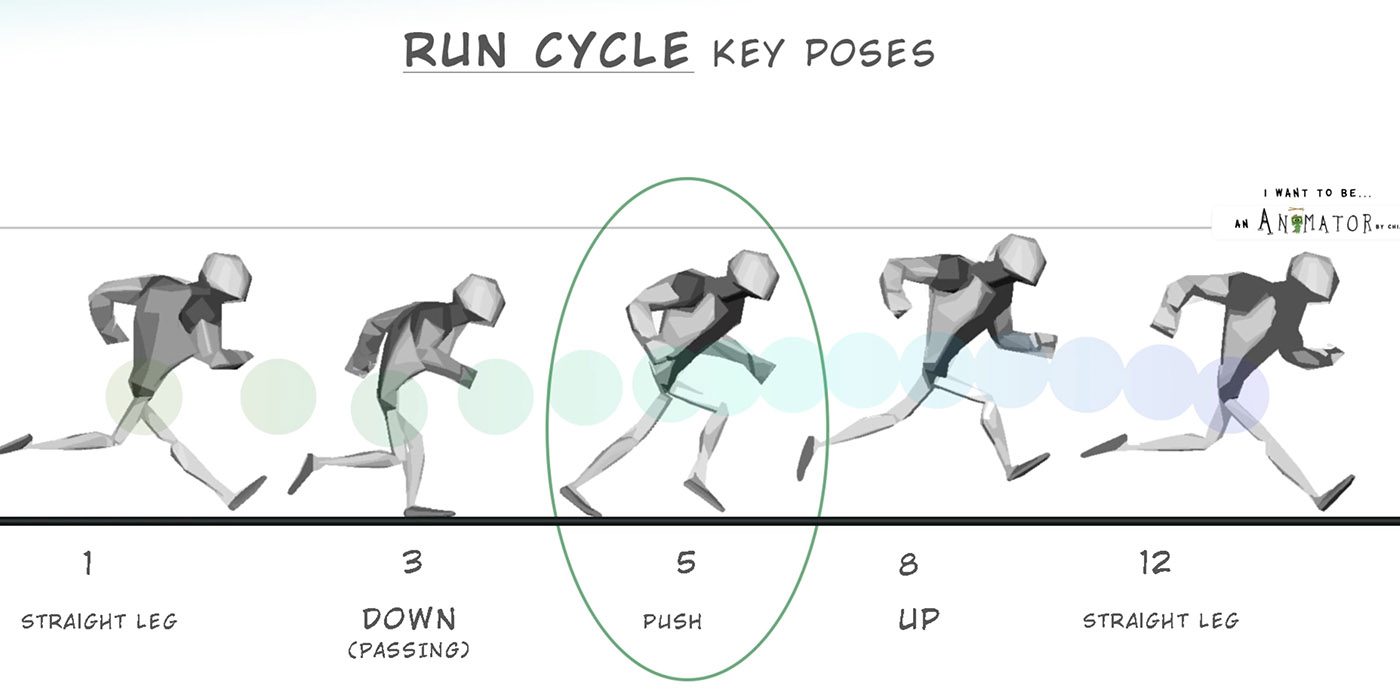 RUN CYCLE KEY POSES
I WANT TO BE...
AN ANIMATOR BY CHI
1 3 5 8 12
STRAIGHT LEG DOWN PUSH UP STRAIGHT LEG
(PASSING)